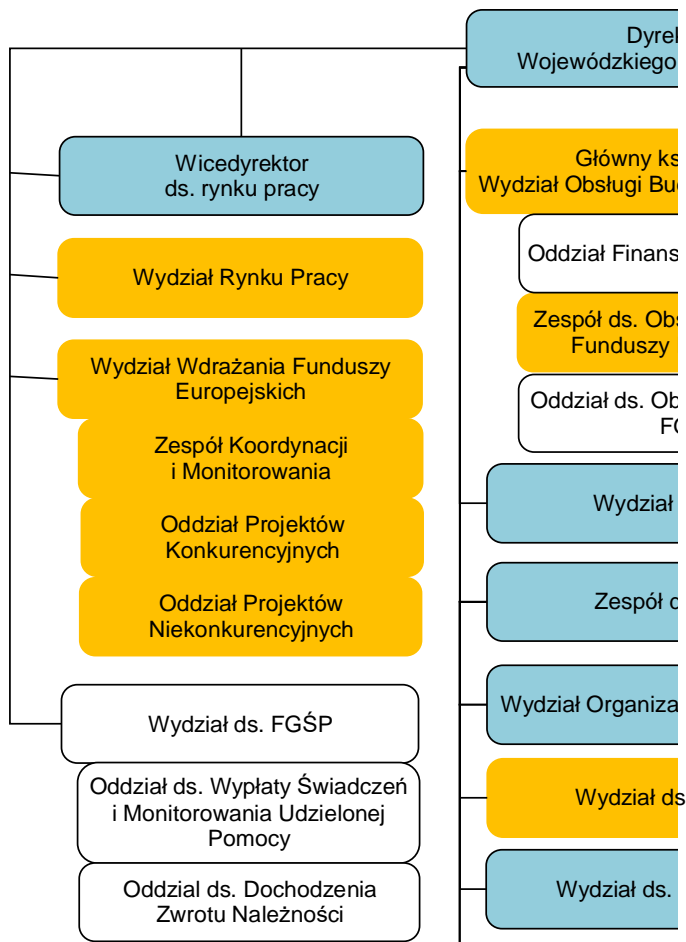 Wojewódzkiego
Wicedyrektor
ds. rynku pracy
Wydział Rynku Pracy
Wydział Wdrażania Funduszy
Europejskich
Zespół Koordynacji
i Monitorowania
Oddział Projektów
Konkurencyjnych
Oddział Projektów
Niekonkurencyjnych
Wydział ds. FGŚP
Oddział ds. Wypłaty Świadczeń
i Monitorowania Udzielonej
Pomocy
Oddzial ds. Dochodzenia
Zwrotu Należności
Główny
Wydział Obsługi
Oddział
Zespół ds.
Funduszy
Oddział ds.
Wydział
Zespół
Wydział
Wydział ds.
Wydział ds.